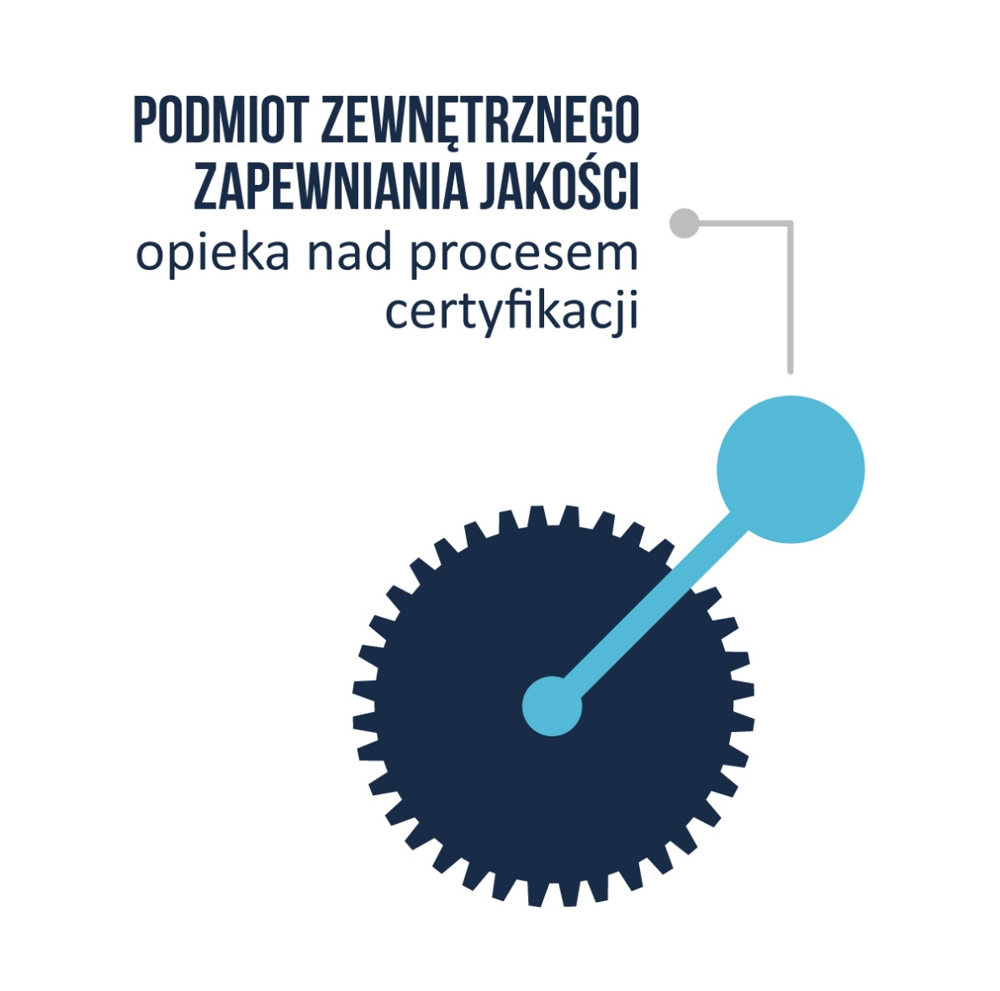 PODMIOT ZEWNĘTRZNEGO
ZAPEWNIANIA JAKOŚCI
opieka nad procesem
certyfikacji